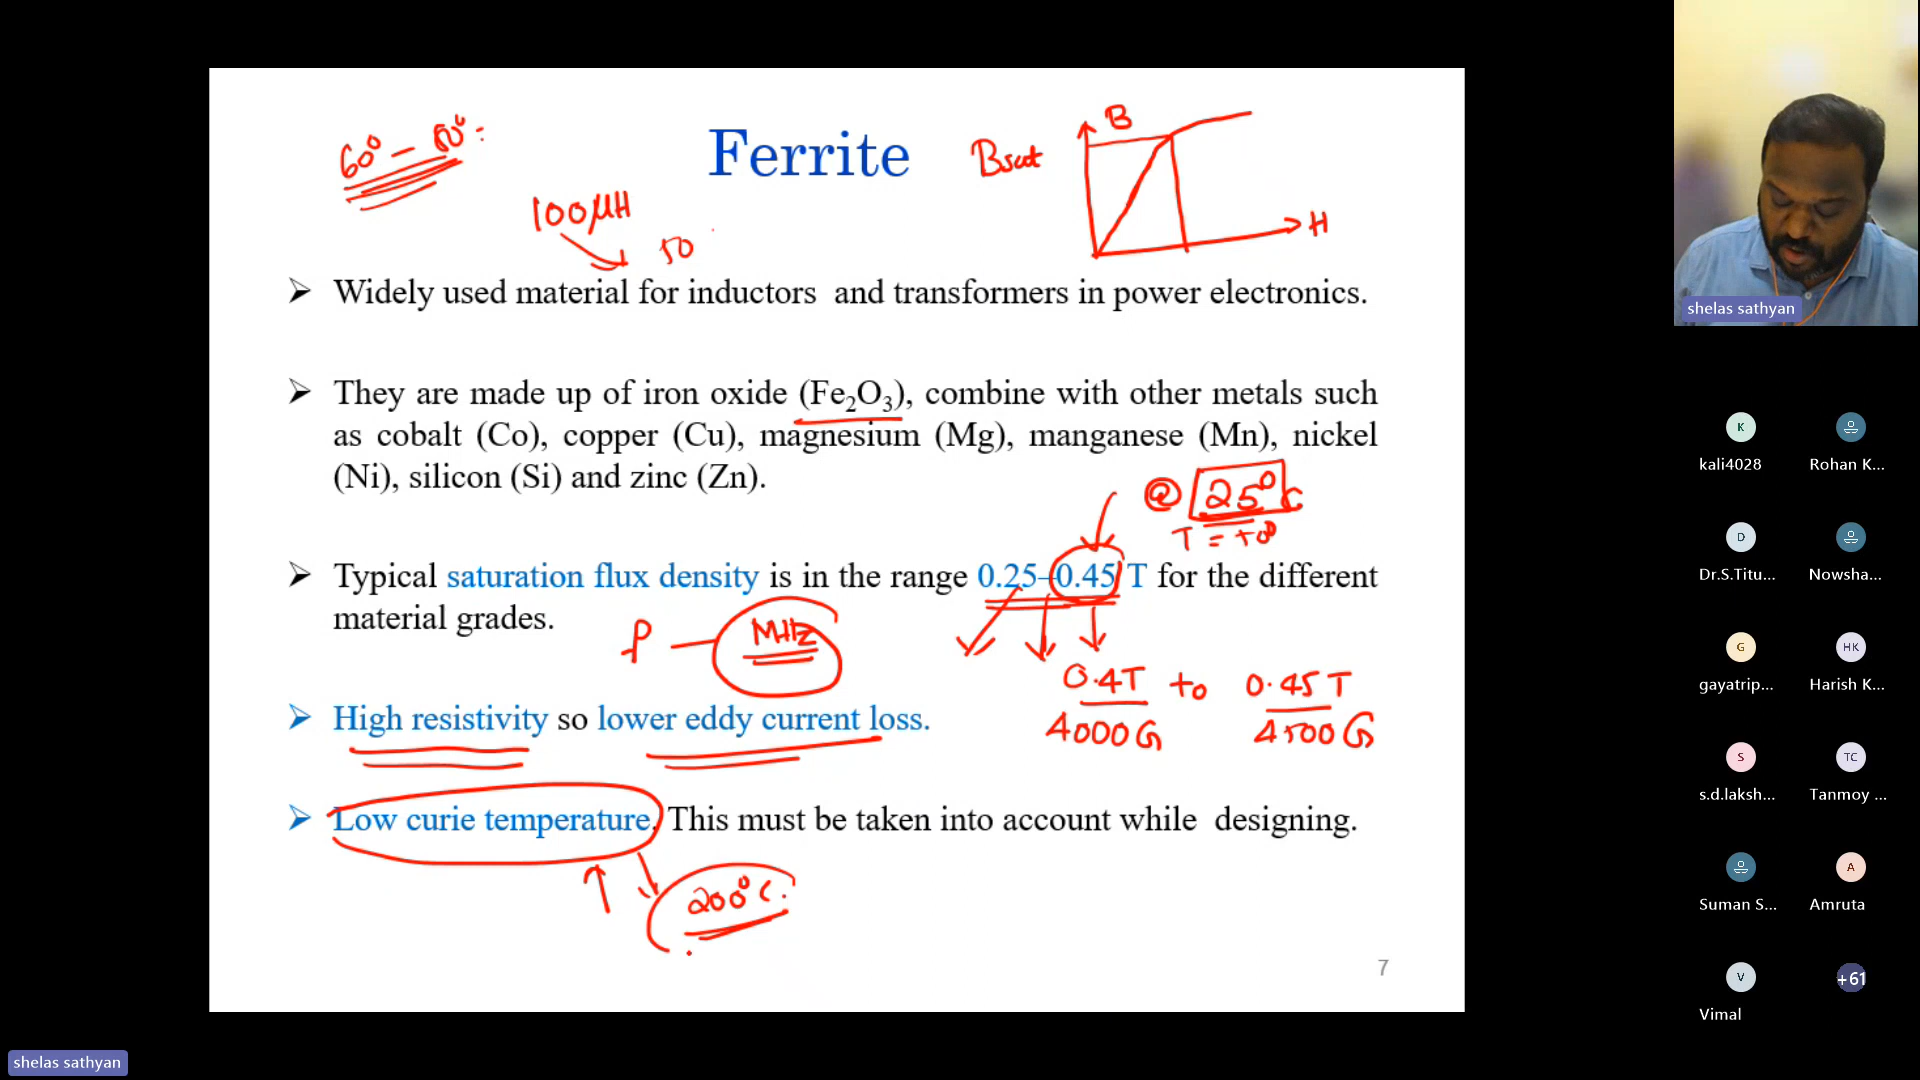 60° – 80°:
Ferrite
Bsat
B
H
100μH
50
➤ Widely used material for inductors and transformers in power electronics.
➤ They are made up of iron oxide (Fe₂O₃), combine with other metals such
as cobalt (Co), copper (Cu), magnesium (Mg), manganese (Mn), nickel
(Ni), silicon (Si) and zinc (Zn).
@ 25°C
➤ Typical saturation flux density is in the range 0.25–0.45 T for the different
material grades.
MHz
0.4T to 0.45T
4000G 4500G
➤ High resistivity so lower eddy current loss.
➤ Low curie temperature. This must be taken into account while designing.
200°C.
7
shelas sathyan
kali4028
Rohan K...
D
Dr.S.Titu...
Nowsha...
G
gayatrip...
HK
Harish K...
S
s.d.laksh...
TC
Tanmoy ...
Suman S...
A
Amruta
V
Vimal
+61
K
shelas sathyan